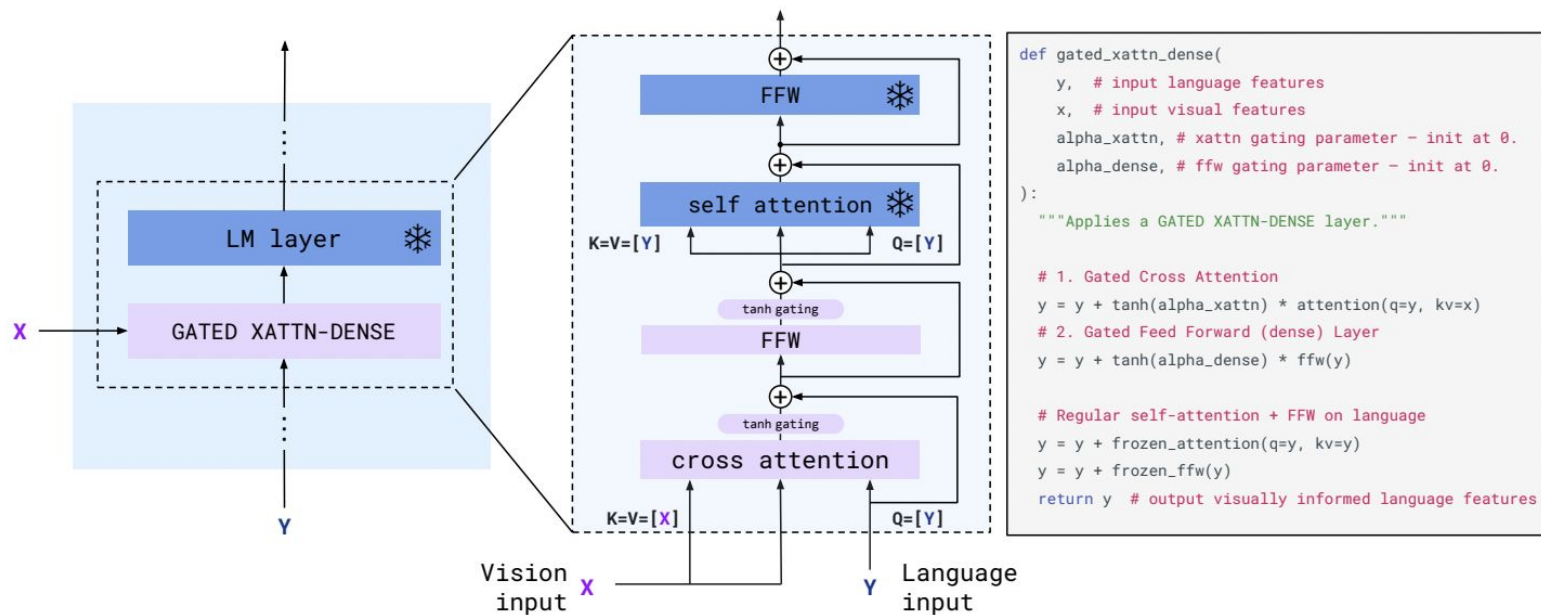 LM layer
GATED XATTN-DENSE
X
Y
FFW
self attention
K=V=[Y]
Q=[Y]
tanh gating
FFW
tanh gating
cross attention
K=V=[X]
Q=[Y]
Vision
input
X
Y
Language
input
def gated_xattn_dense(
    y,  # input language features
    x,  # input visual features
    alpha_xattn, # xattn gating parameter – init at 0.
    alpha_dense, # ffw gating parameter – init at 0.
):
  """Applies a GATED XATTN-DENSE layer."""
  # 1. Gated Cross Attention
  y = y + tanh(alpha_xattn) * attention(q=y, kv=x)
  # 2. Gated Feed Forward (dense) Layer
  y = y + tanh(alpha_dense) * ffw(y)
  # Regular self-attention + FFW on language
  y = y + frozen_attention(q=y, kv=y)
  y = y + frozen_ffw(y)
  return y  # output visually informed language features